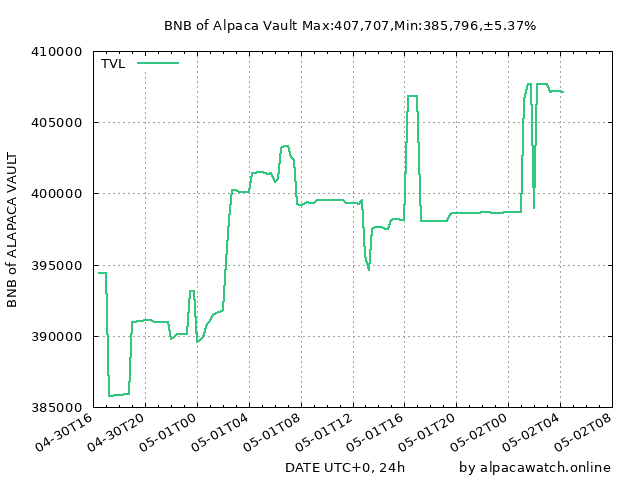 BNB of Alpaca Vault Max:407,707,Min:385,796,±5.37%
410000
TVL
405000
400000
395000
390000
385000
BNB of ALAPACA VAULT
04-30T16
04-30T20
05-01T00
05-01T04
05-01T08
05-01T12
05-01T16
05-01T20
05-02T00
05-02T04
05-02T08
DATE UTC+0, 24h
by alpacawatch.online